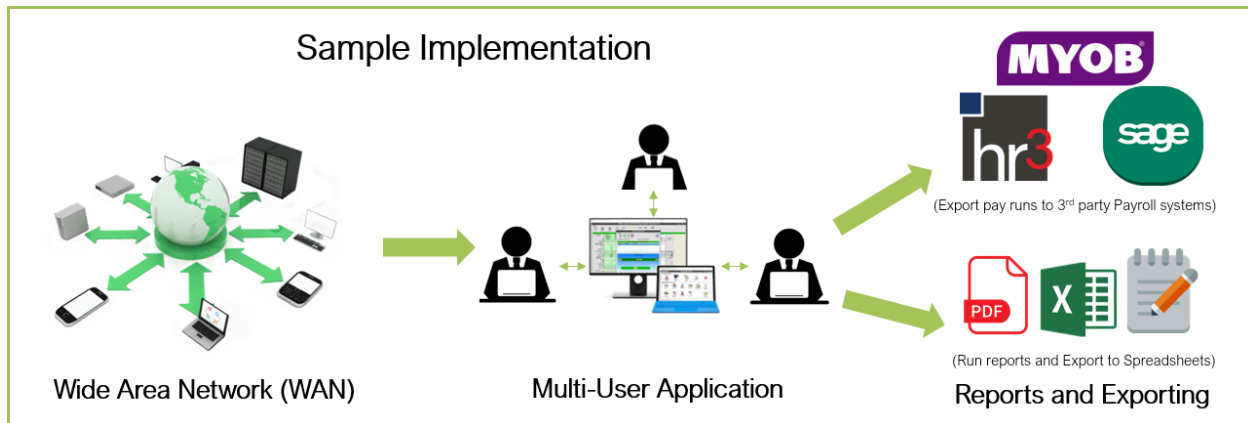 Sample Implementation
MYOB®
hr3
sage
(Export pay runs to 3rd party Payroll systems)
PDF
X
(Run reports and Export to Spreadsheets)
Wide Area Network (WAN)
Multi-User Application
Reports and Exporting